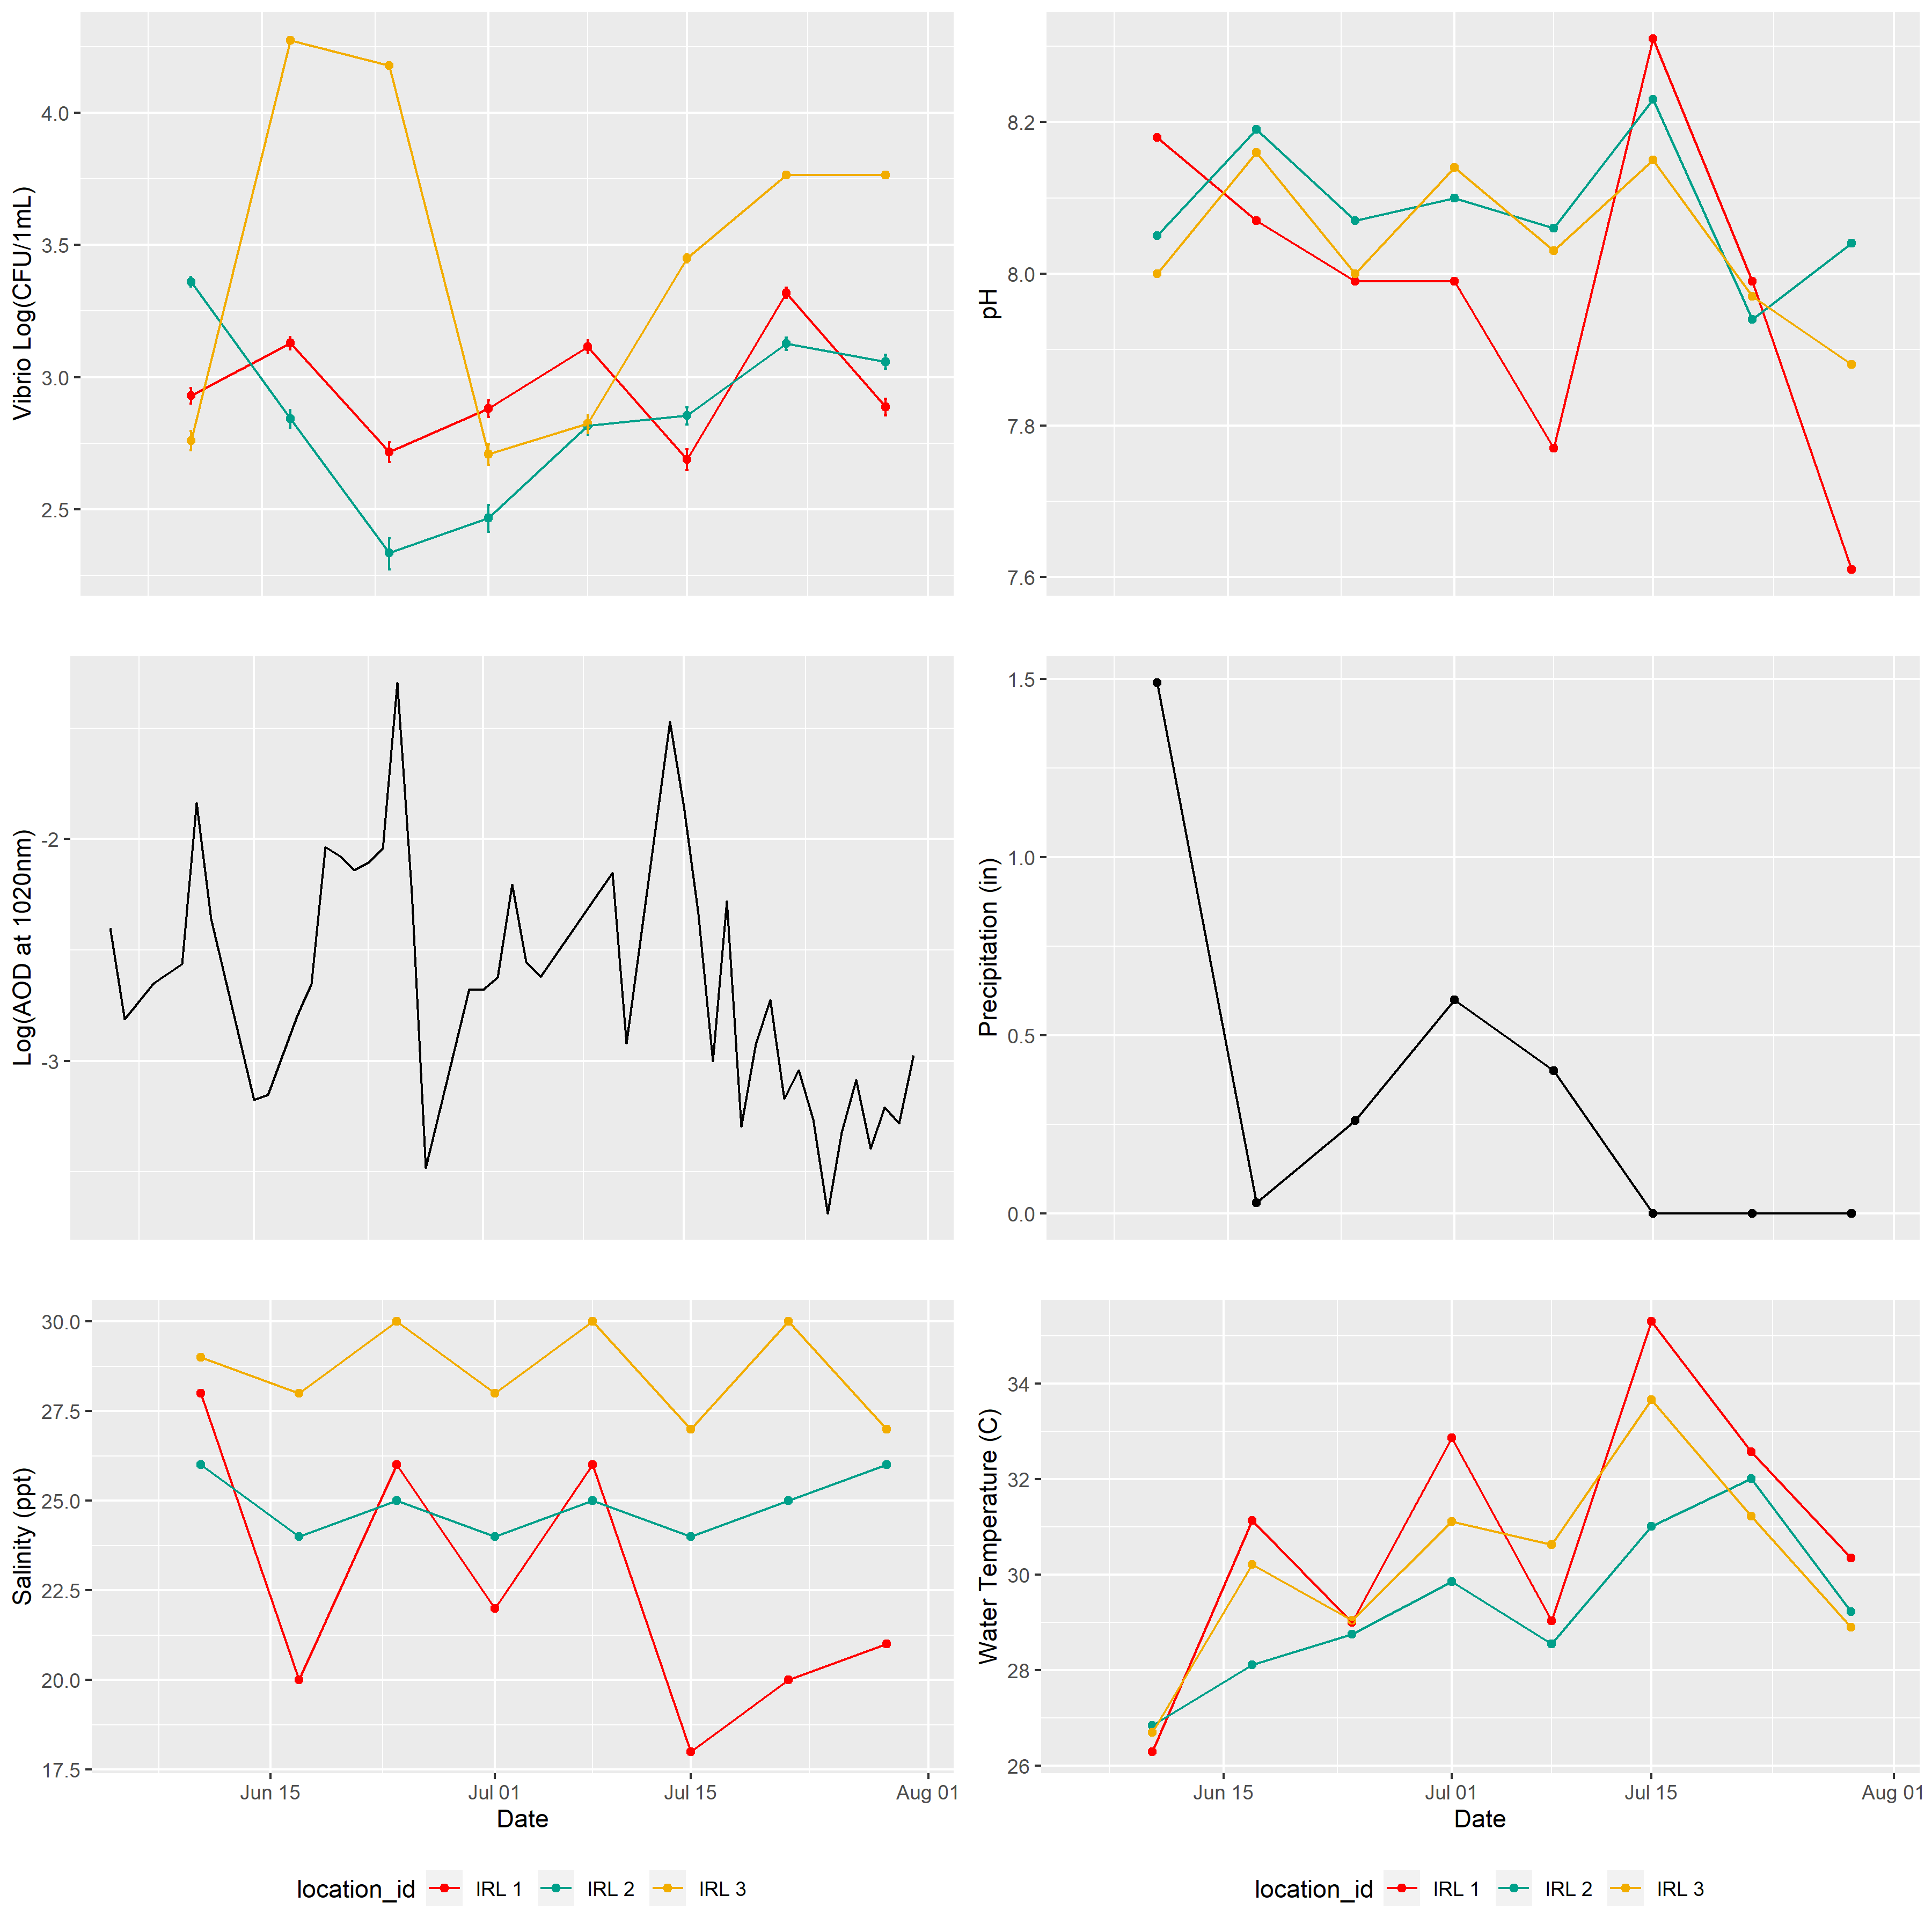 Vibrio Log(CFU/1mL)
4.0
3.5
3.0
2.5
pH
8.2
8.0
7.8
7.6
Log(AOD at 1020nm)
-2
-3
Precipitation (in)
1.5
1.0
0.5
0.0
Salinity (ppt)
30.0
27.5
25.0
22.5
20.0
17.5
Jun 15 Jul 01 Jul 15 Aug 01
Date
Water Temperature (C)
34
32
30
28
26
Jun 15 Jul 01 Jul 15 Aug 01
Date
location_id IRL 1 IRL 2 IRL 3
location_id IRL 1 IRL 2 IRL 3